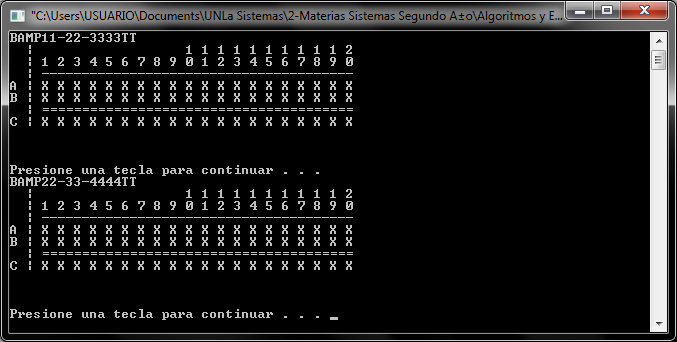 "C:\Users\USUARIO\Documents\UNLa Sistemas\2-Materias Sistemas Segundo A±o\Algoritmos y E...
BAMP11-22-3333TT
  ¦                   1 1 1 1 1 1 1 1 1 1 2
  ¦ 1 2 3 4 5 6 7 8 9 0 1 2 3 4 5 6 7 8 9 0
  ¦ ---------------------------------------
A ¦ X X X X X X X X X X X X X X X X X X X X
B ¦ X X X X X X X X X X X X X X X X X X X X
  ¦ =======================================
C ¦ X X X X X X X X X X X X X X X X X X X X
Presione una tecla para continuar . . .
BAMP22-33-4444TT
  ¦                   1 1 1 1 1 1 1 1 1 1 2
  ¦ 1 2 3 4 5 6 7 8 9 0 1 2 3 4 5 6 7 8 9 0
  ¦ ---------------------------------------
A ¦ X X X X X X X X X X X X X X X X X X X X
B ¦ X X X X X X X X X X X X X X X X X X X X
  ¦ =======================================
C ¦ X X X X X X X X X X X X X X X X X X X X
Presione una tecla para continuar . . . _